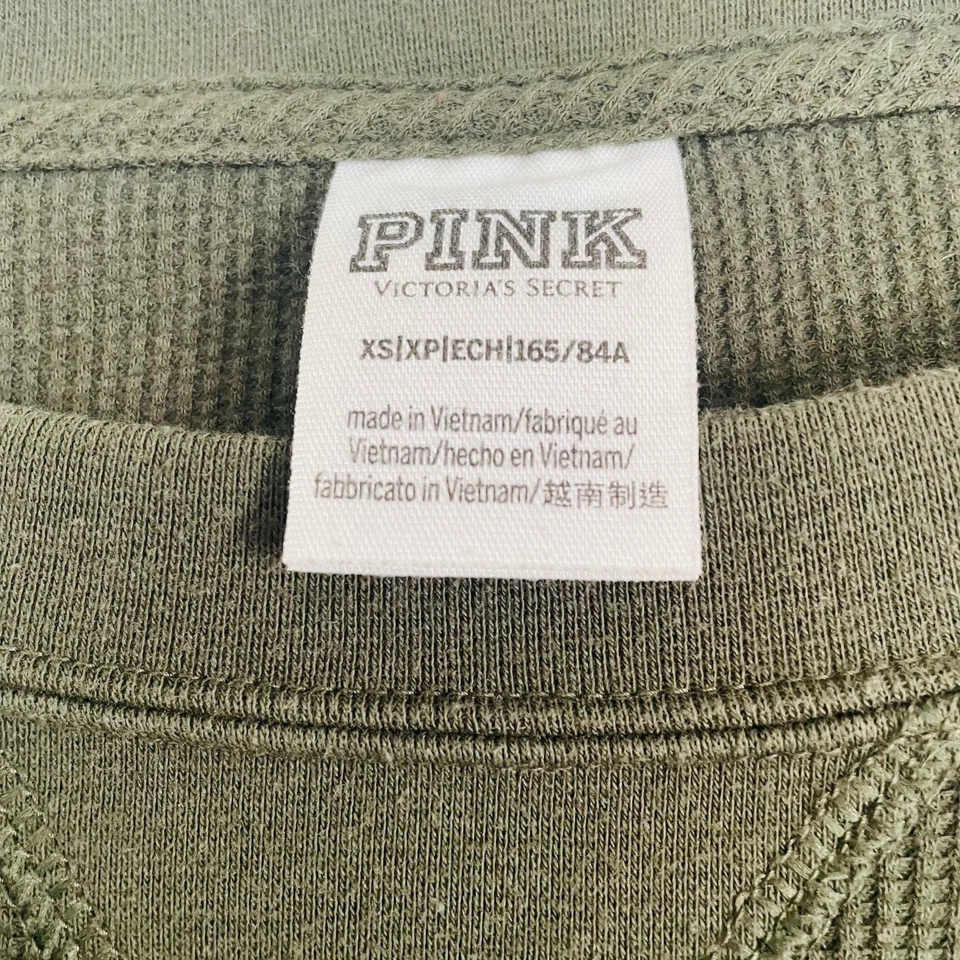 PINK
VICTORIA'S SECRET
XS|XP|ECH|165/84A
made in Vietnam/fabriqué au
Vietnam/hecho en Vietnam/
fabbricato in Vietnam/越南制造